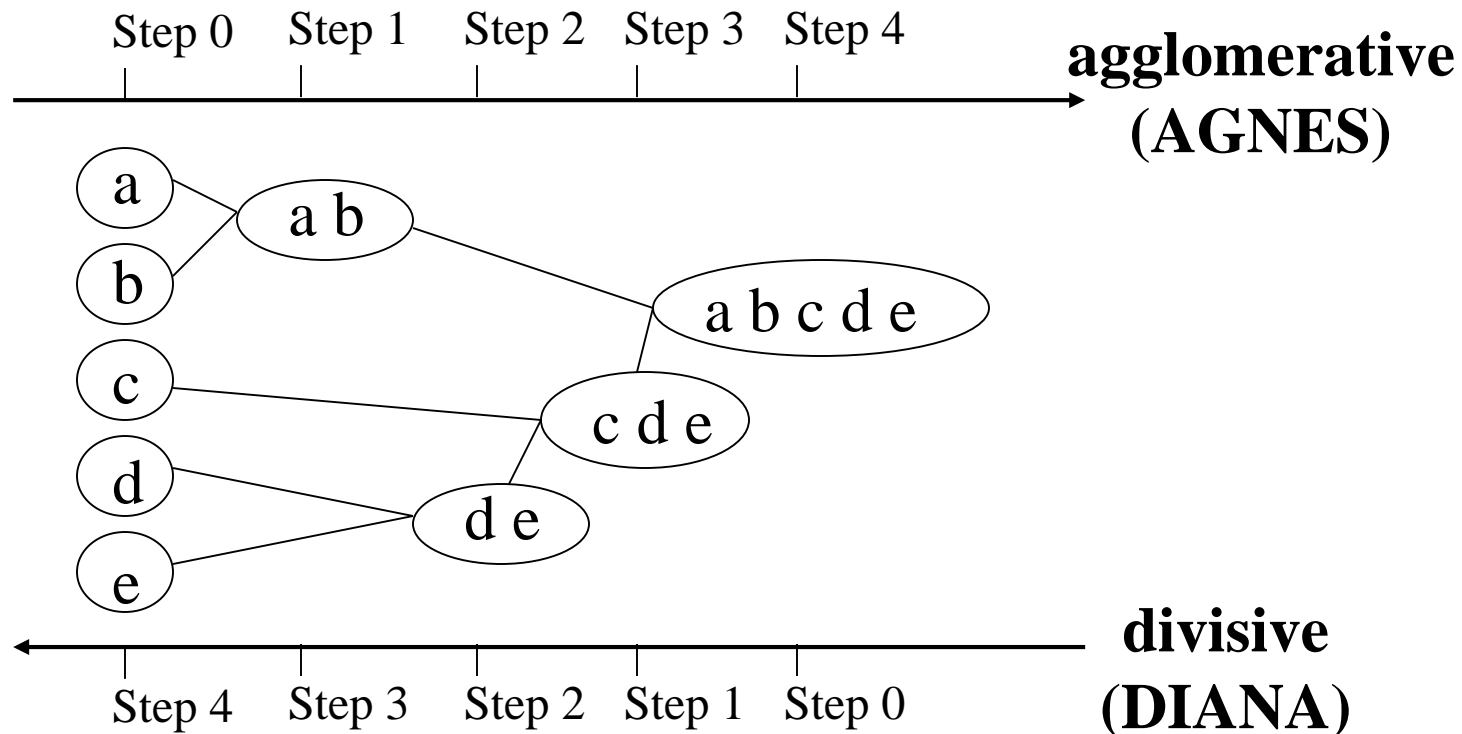 Step 0 Step 1 Step 2 Step 3 Step 4
agglomerative
(AGNES)
a
a b
b
a b c d e
c
c d e
d
d e
e
divisive
(DIANA)
Step 4 Step 3 Step 2 Step 1 Step 0